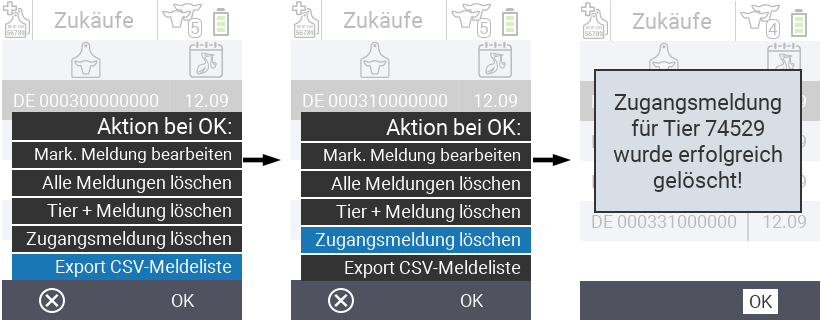 Zukäufe
5
56789
DE 000300000000 12.09
Aktion bei OK:
Mark. Meldung bearbeiten
Alle Meldungen löschen
Tier + Meldung löschen
Zugangsmeldung löschen
Export CSV-Meldeliste
OK
Zukäufe
5
56789
DE 000310000000 12.09
Aktion bei OK:
Mark. Meldung bearbeiten
Alle Meldungen löschen
Tier + Meldung löschen
Zugangsmeldung löschen
Export CSV-Meldeliste
OK
Zukäufe
4
56789
Zugangsmeldung
für Tier 74529
wurde erfolgreich
gelöscht!
DE 000331000000 12.09
OK